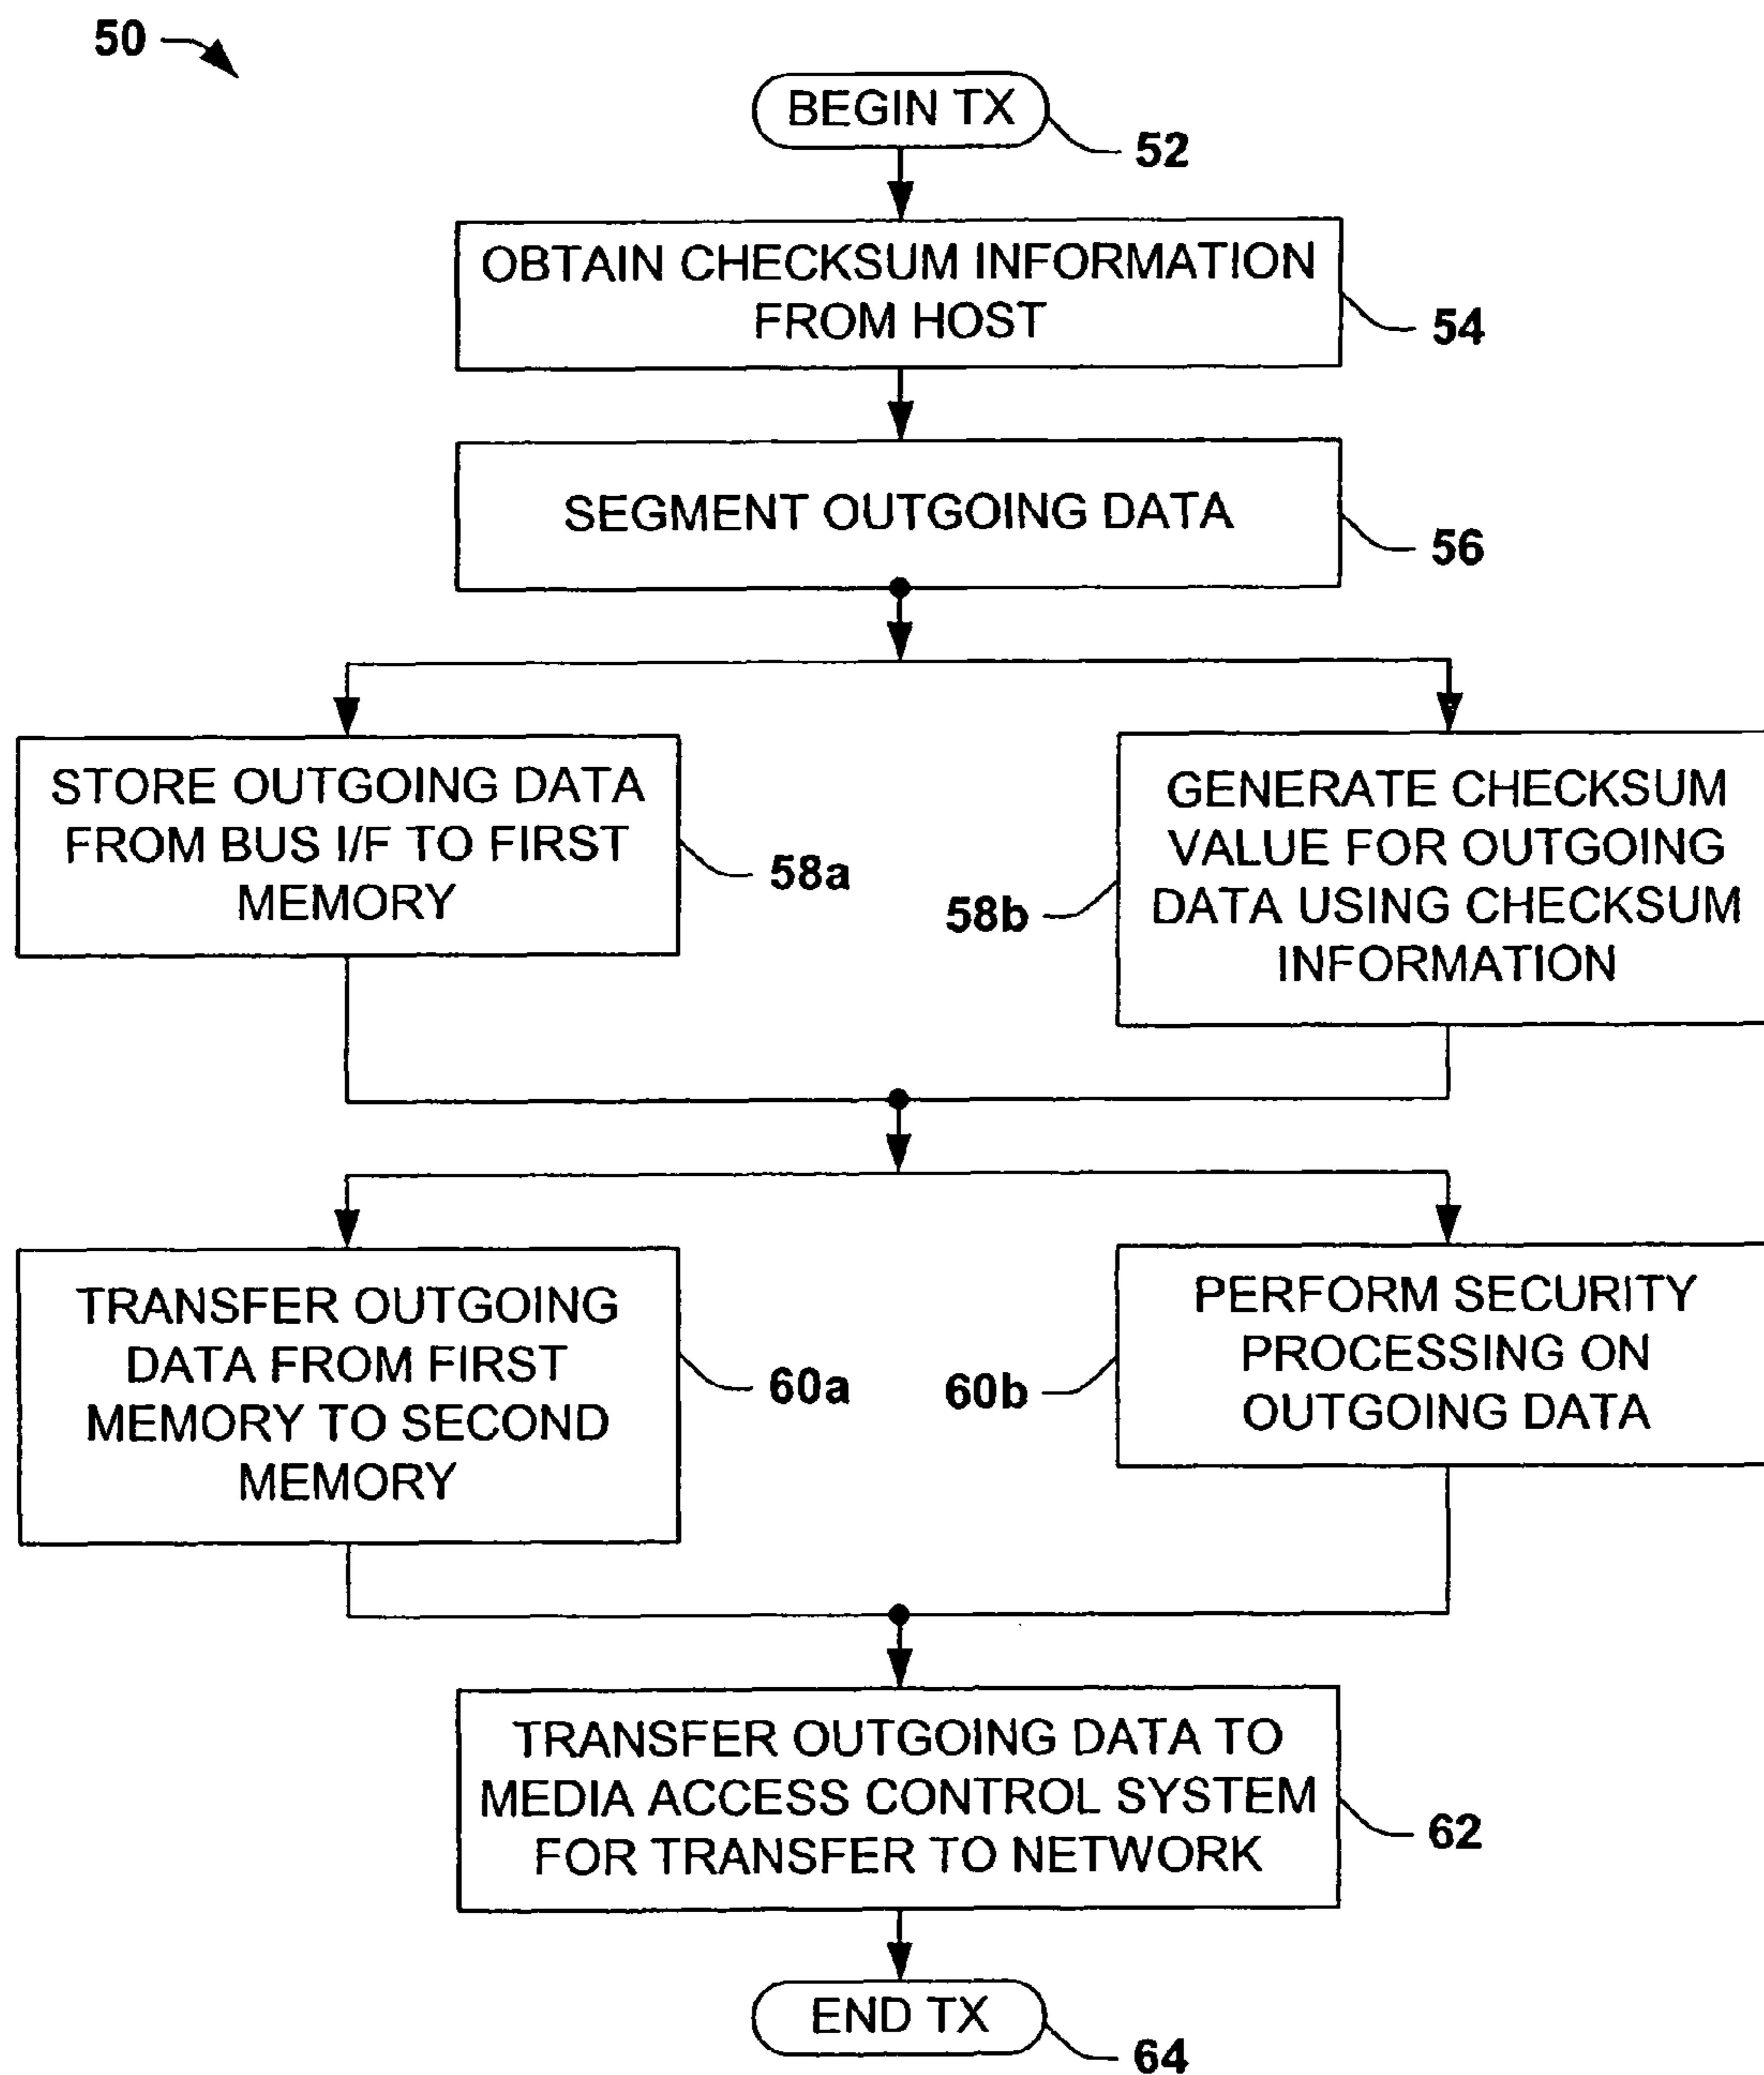 50
BEGIN TX
52
OBTAIN CHECKSUM INFORMATION
FROM HOST
54
SEGMENT OUTGOING DATA
56
STORE OUTGOING DATA
FROM BUS I/F TO FIRST
MEMORY
58a
58b
GENERATE CHECKSUM
VALUE FOR OUTGOING
DATA USING CHECKSUM
INFORMATION
TRANSFER OUTGOING
DATA FROM FIRST
MEMORY TO SECOND
MEMORY
60a
60b
PERFORM SECURITY
PROCESSING ON
OUTGOING DATA
TRANSFER OUTGOING DATA TO
MEDIA ACCESS CONTROL SYSTEM
FOR TRANSFER TO NETWORK
62
END TX
64